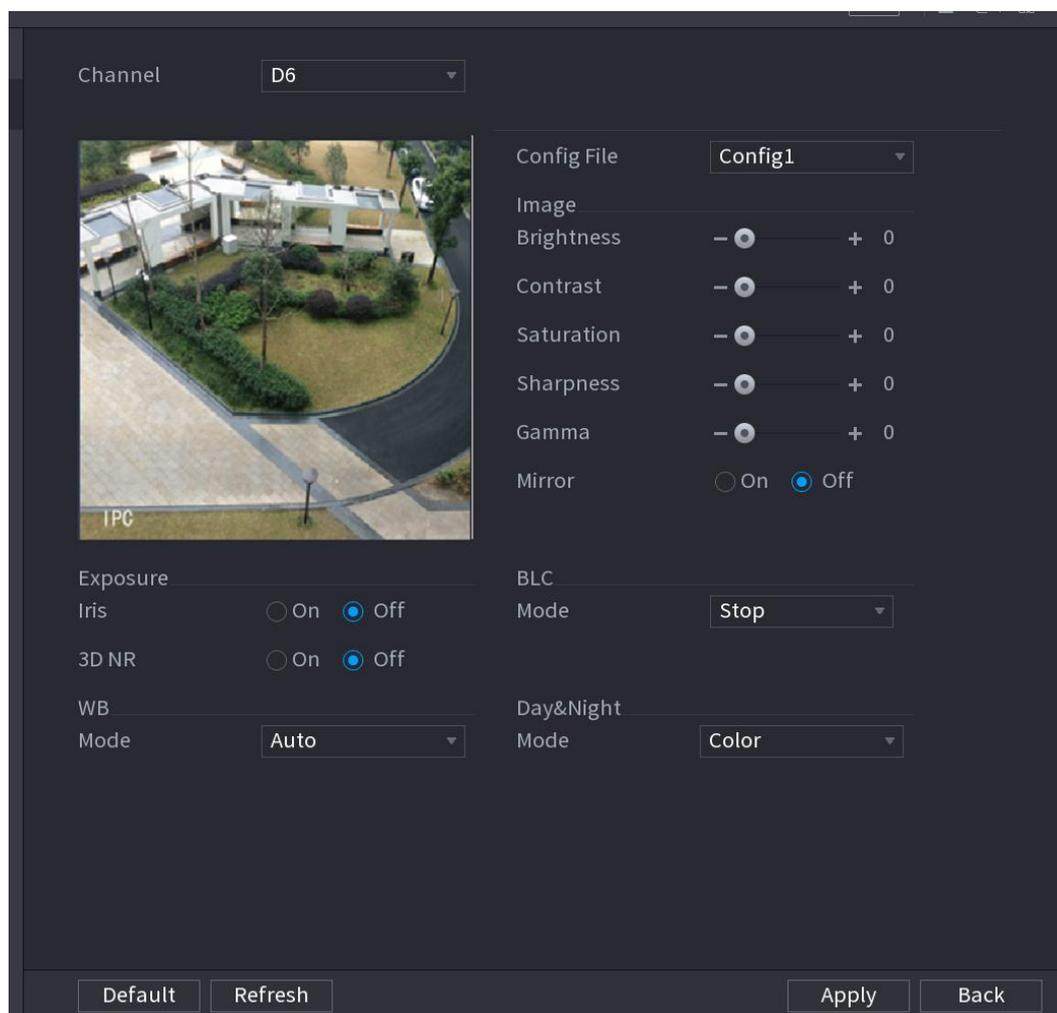 Channel D6
Config File Config1
Image
Brightness - + 0
Contrast - + 0
Saturation - + 0
Sharpness - + 0
Gamma - + 0
Mirror On Off
IPC
Exposure BLC
Iris On Off Mode Stop
3D NR On Off
WB Day&Night
Mode Auto Mode Color
Default Refresh Apply Back